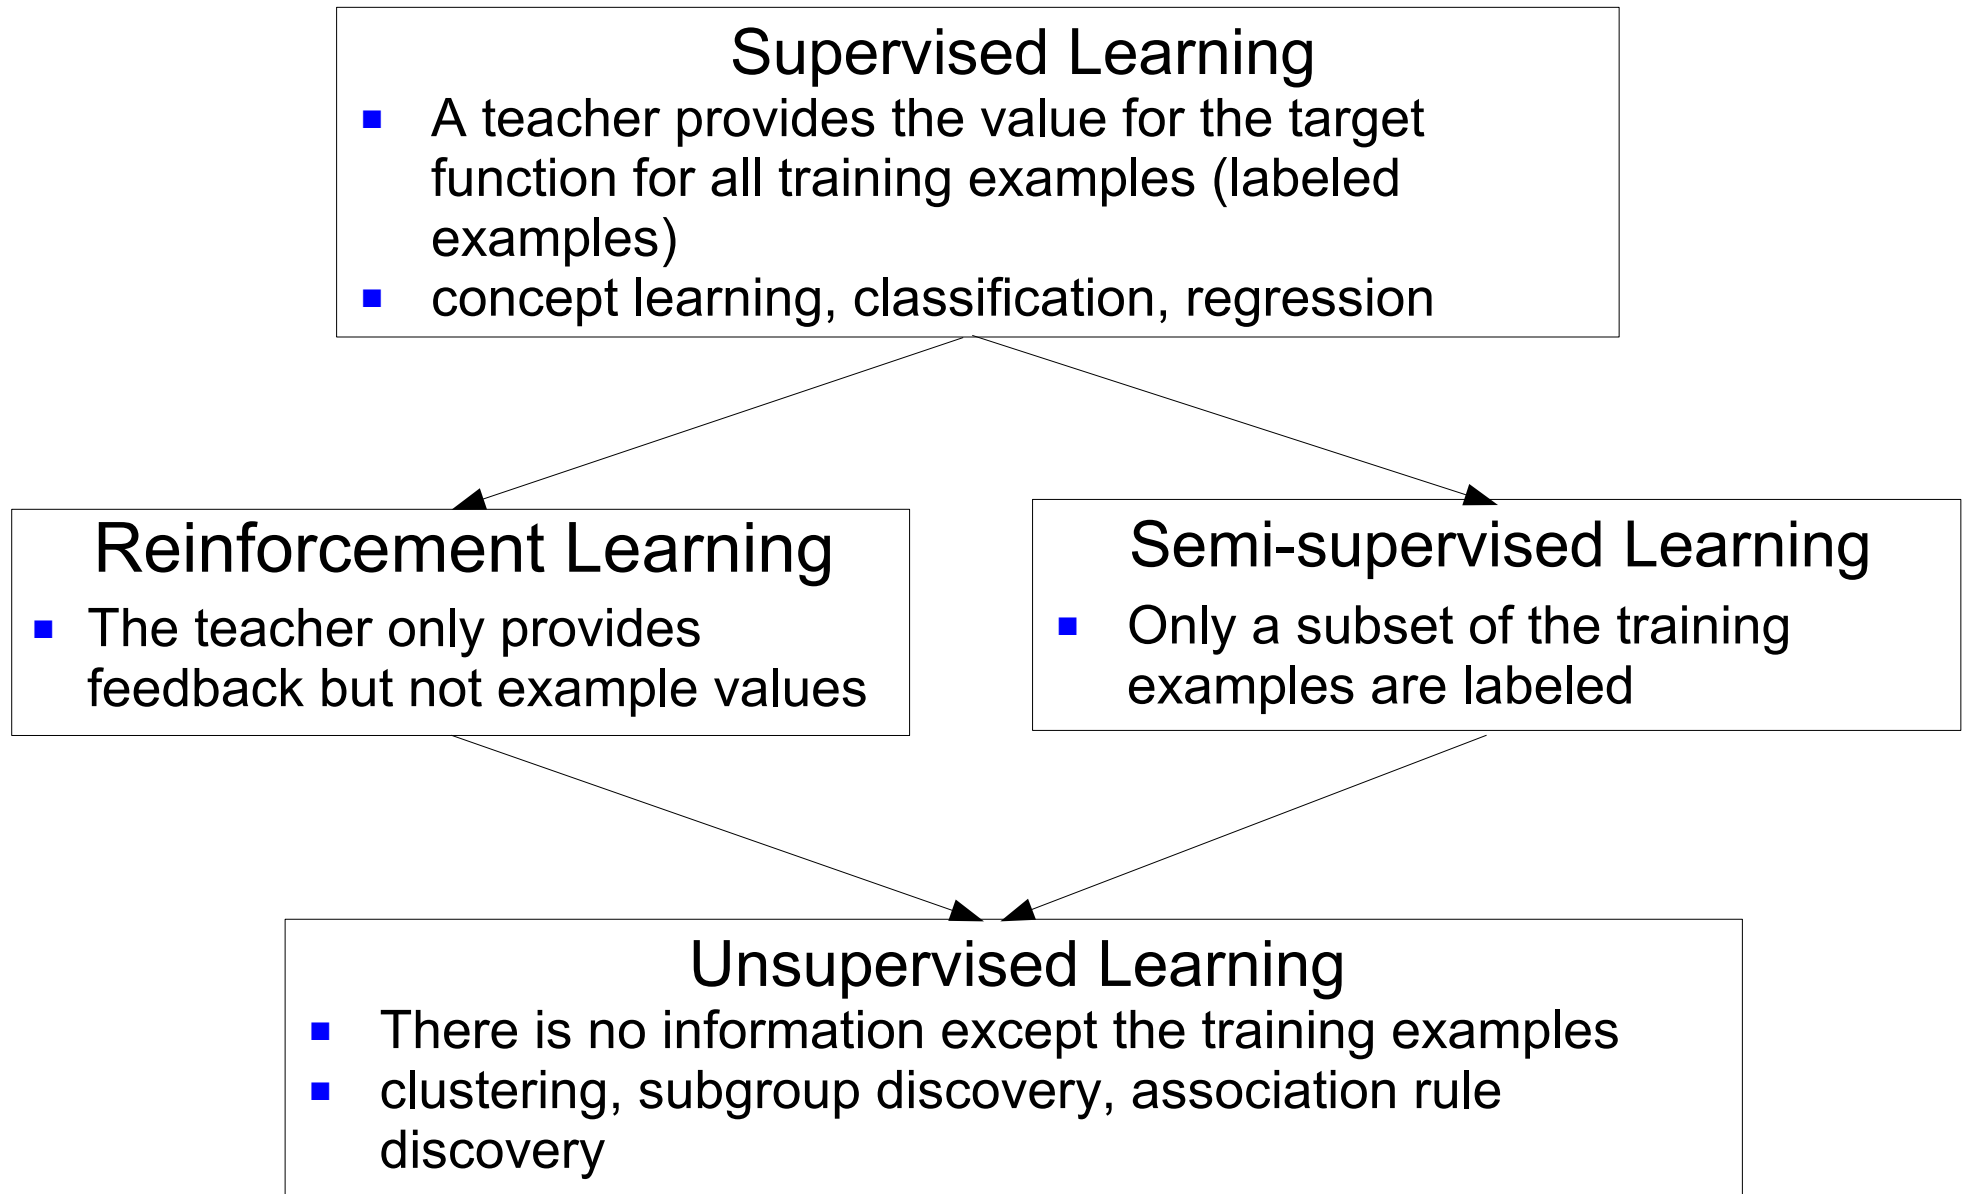 Supervised Learning
▪ A teacher provides the value for the target
function for all training examples (labeled
examples)
▪ concept learning, classification, regression
Reinforcement Learning
▪ The teacher only provides
feedback but not example values
Semi-supervised Learning
▪ Only a subset of the training
examples are labeled
Unsupervised Learning
▪ There is no information except the training examples
▪ clustering, subgroup discovery, association rule
discovery